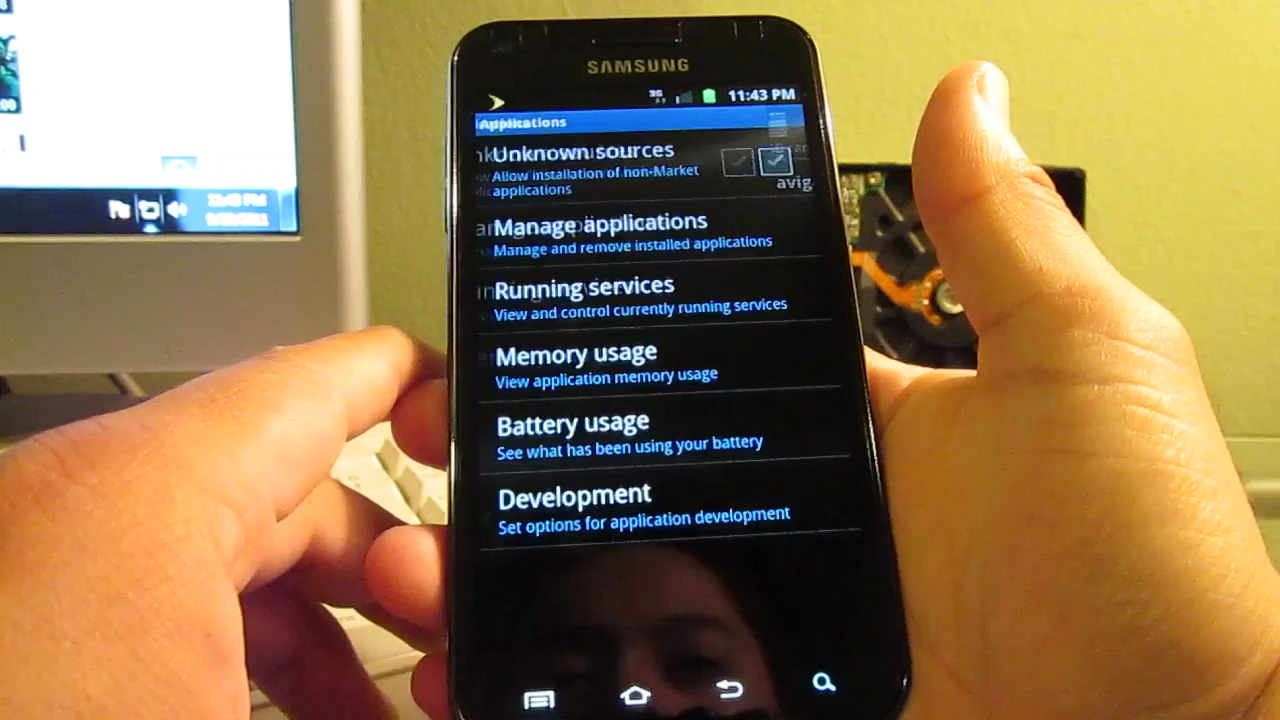 SAMSUNG
3G
11:43 PM
Applications
Unknown sources
Allow installation of non-Market
applications
avig
Manage applications
Manage and remove installed applications
Running services
View and control currently running services
Memory usage
View application memory usage
Battery usage
See what has been using your battery
Development
Set options for application development